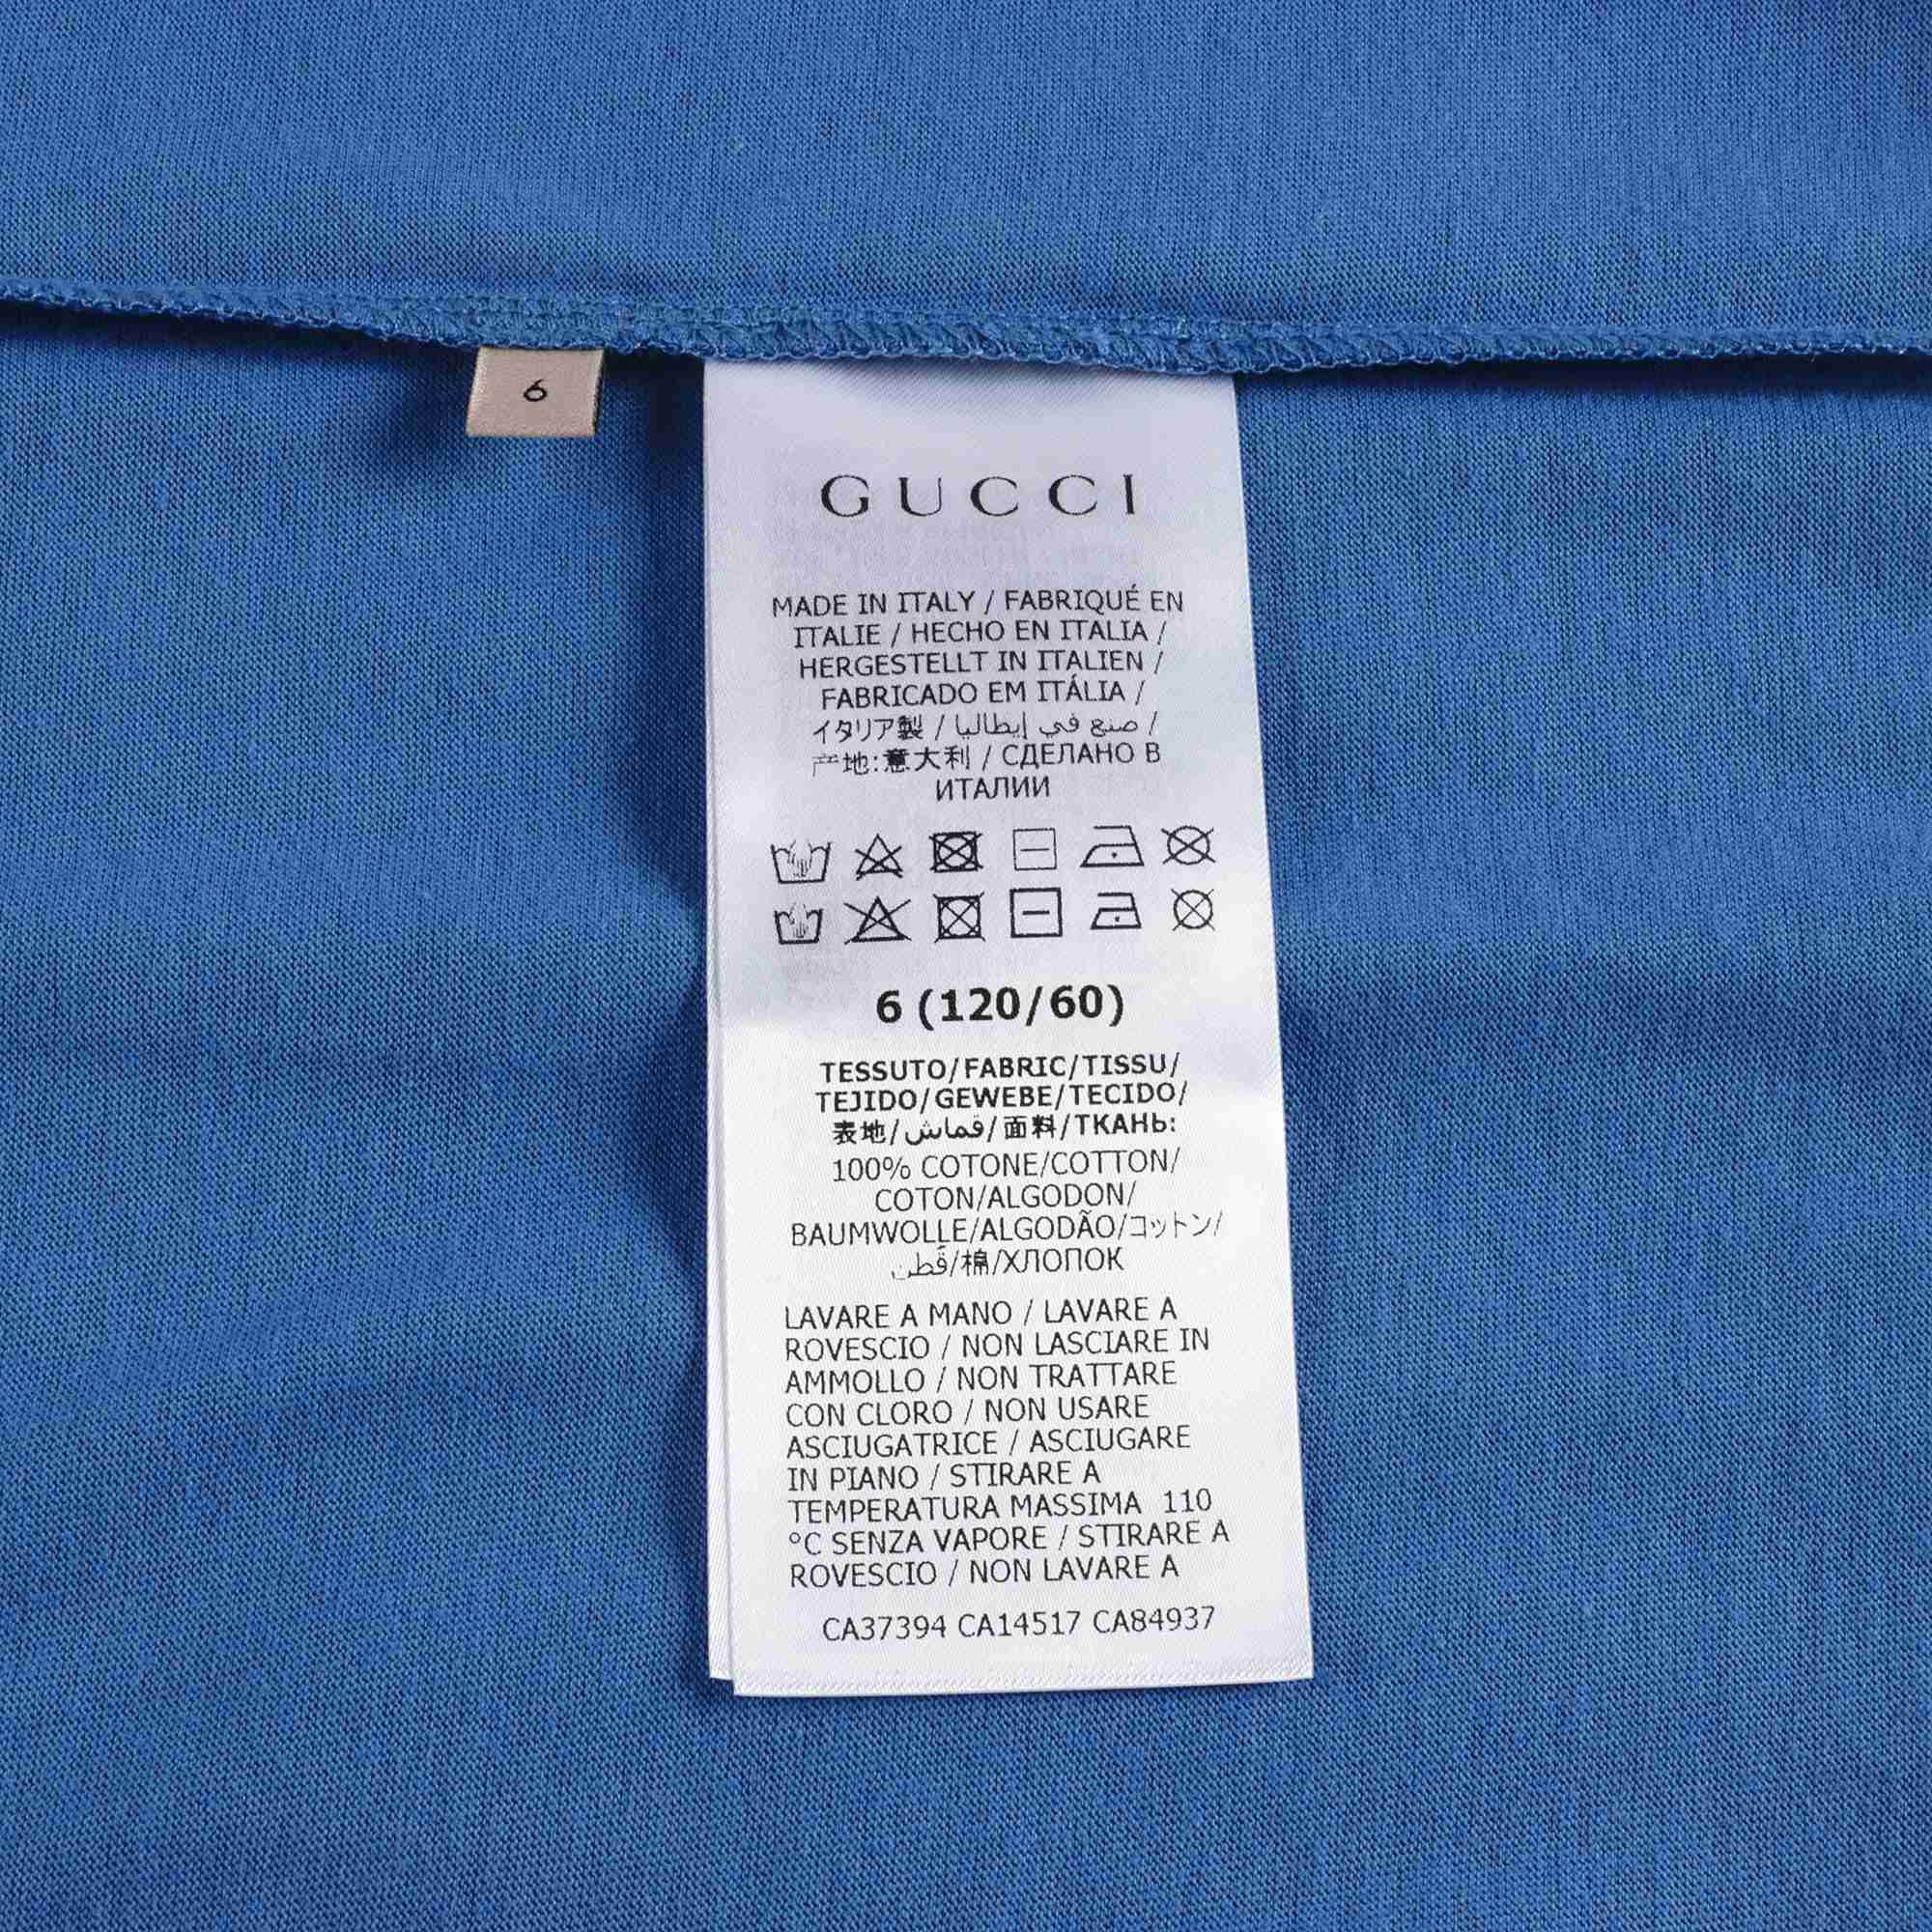 6
GUCCI
MADE IN ITALY / FABRIQUÉ EN
ITALIE / HECHO EN ITALIA /
HERGESTELLT IN ITALIEN /
FABRICADO EM ITÁLIA /
イタリア製 / صنع في إيطاليا /
产地:意大利 / СДЕЛАНО В
ИТАЛИИ
6 (120/60)
TESSUTO/FABRIC/TISSU/
TEJIDO/GEWEBE/TECIDO/
表地/قماش/面料/ТКАНЬ:
100% COTONE/COTTON/
COTON/ALGODON/
BAUMWOLLE/ALGODÃO/コットン/
قُطن/棉/ХЛОПОК
LAVARE A MANO / LAVARE A
ROVESCIO / NON LASCIARE IN
AMMOLLO / NON TRATTARE
CON CLORO / NON USARE
ASCIUGATRICE / ASCIUGARE
IN PIANO / STIRARE A
TEMPERATURA MASSIMA 110
°C SENZA VAPORE / STIRARE A
ROVESCIO / NON LAVARE A
CA37394 CA14517 CA84937